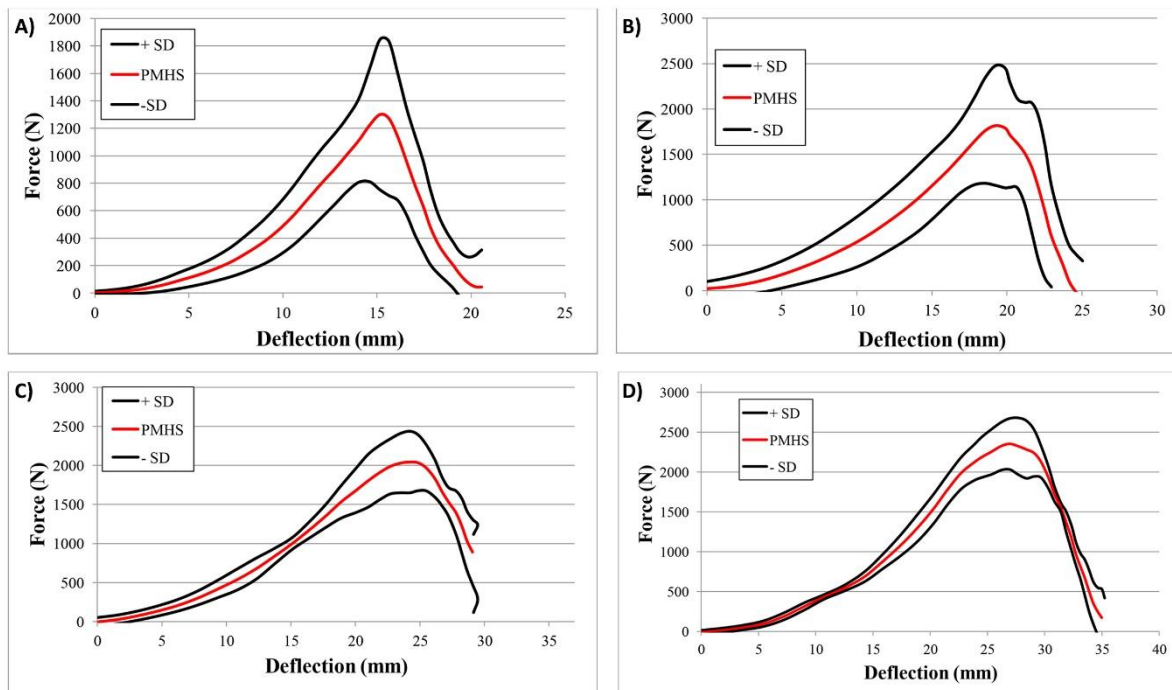 A)
2000
1800
1600
1400
1200
1000
800
600
400
200
0
Force (N)
+ SD
PMHS
-SD
0 5 10 15 20 25
Deflection (mm)
B)
3000
2500
2000
1500
1000
500
0
Force (N)
+ SD
PMHS
- SD
0 5 10 15 20 25 30
Deflection (mm)
C)
3000
2500
2000
1500
1000
500
0
Force (N)
+ SD
PMHS
- SD
0 5 10 15 20 25 30 35
Deflection (mm)
D)
3000
2500
2000
1500
1000
500
0
Force (N)
+ SD
PMHS
- SD
0 5 10 15 20 25 30 35 40
Deflection (mm)